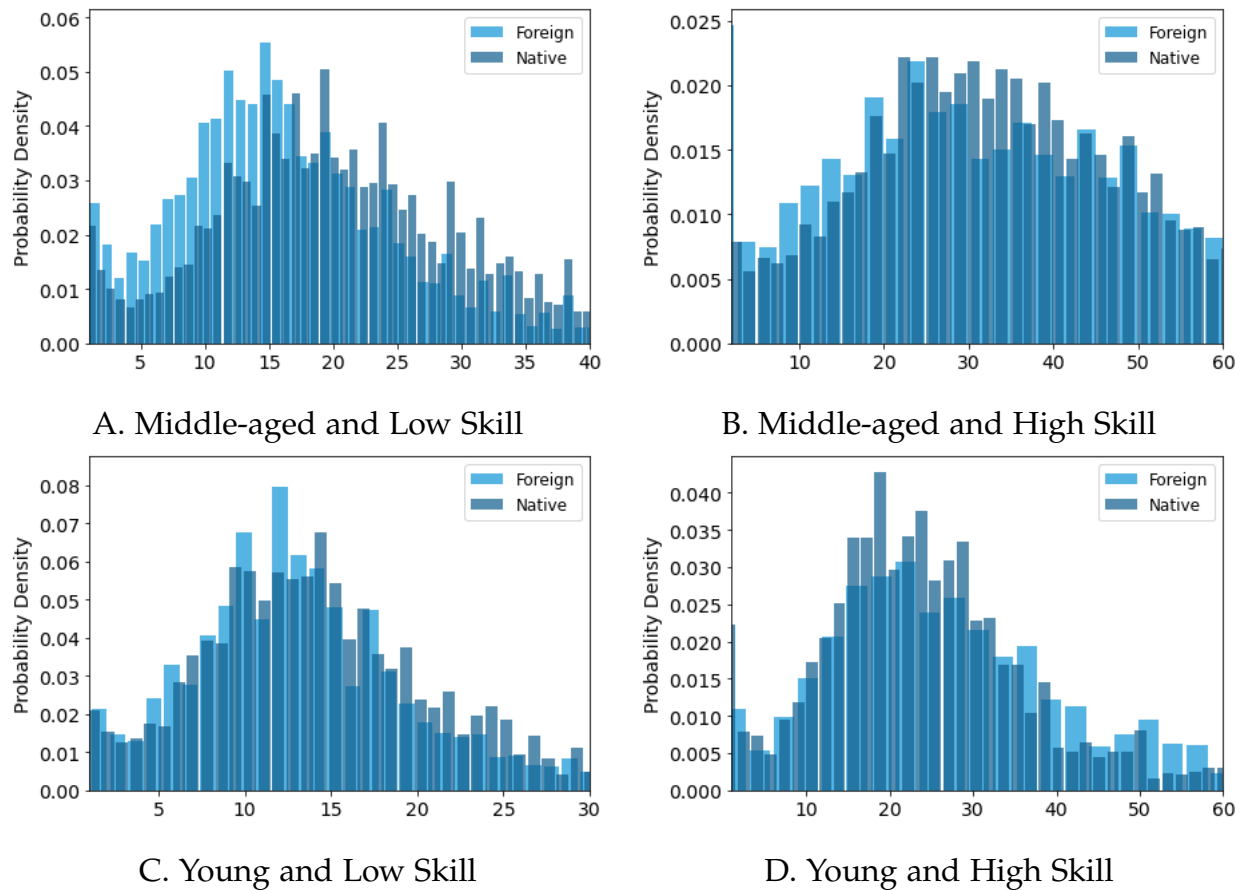 0.06
0.05
0.04
0.03
0.02
0.01
0.00
Probability Density
Foreign
Native
5 10 15 20 25 30 35 40
A. Middle-aged and Low Skill
0.025
0.020
0.015
0.010
0.005
0.000
Probability Density
Foreign
Native
10 20 30 40 50 60
B. Middle-aged and High Skill
0.08
0.07
0.06
0.05
0.04
0.03
0.02
0.01
0.00
Probability Density
Foreign
Native
5 10 15 20 25 30
C. Young and Low Skill
0.040
0.035
0.030
0.025
0.020
0.015
0.010
0.005
0.000
Probability Density
Foreign
Native
10 20 30 40 50 60
D. Young and High Skill